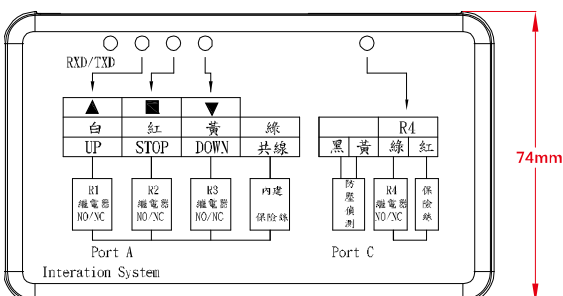 RXD/TXD
▲ ■ ▼
白 紅 黃 綠
UP STOP DOWN 共線
R4
黑 黃 綠 紅
R1 繼電器 NO/NC
R2 繼電器 NO/NC
R3 繼電器 NO/NC
內建 保險絲
防壓偵測
R4 繼電器 NO/NC
保險絲
Port A
Port C
Interation System
74mm